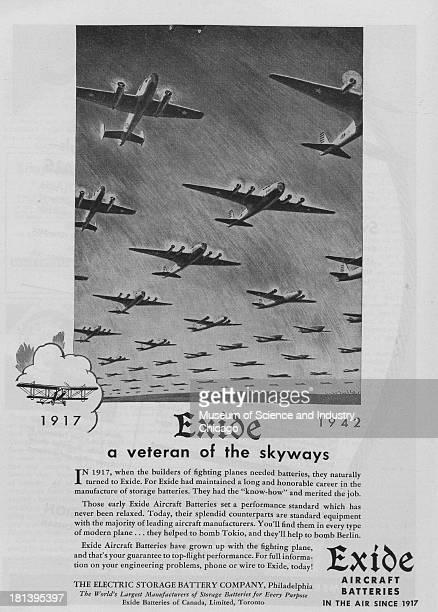 1917
Exide
1942
Museum of Science and Industry,
Chicago
a veteran of the skyways
IN 1917, when the builders of fighting planes needed batteries, they naturally
turned to Exide. For Exide had maintained a long and honorable career in the
manufacture of storage batteries. They had the "know-how" and merited the job.
Those early Exide Aircraft Batteries set a performance standard which has
never been relaxed. Today, their splendid counterparts are standard equipment
with the majority of leading aircraft manufacturers. You'll find them in every type
of modern plane . . . they helped to bomb Tokio, and they'll help to bomb Berlin.
Exide Aircraft Batteries have grown up with the fighting plane,
and that's your guarantee to top-flight performance. For full informa-
tion on your engineering problems, phone or wire to Exide, today!
THE ELECTRIC STORAGE BATTERY COMPANY, Philadelphia
The World's Largest Manufacturers of Storage Batteries for Every Purpose
Exide Batteries of Canada, Limited, Toronto
Exide
AIRCRAFT
BATTERIES
IN THE AIR SINCE 1917
181395397